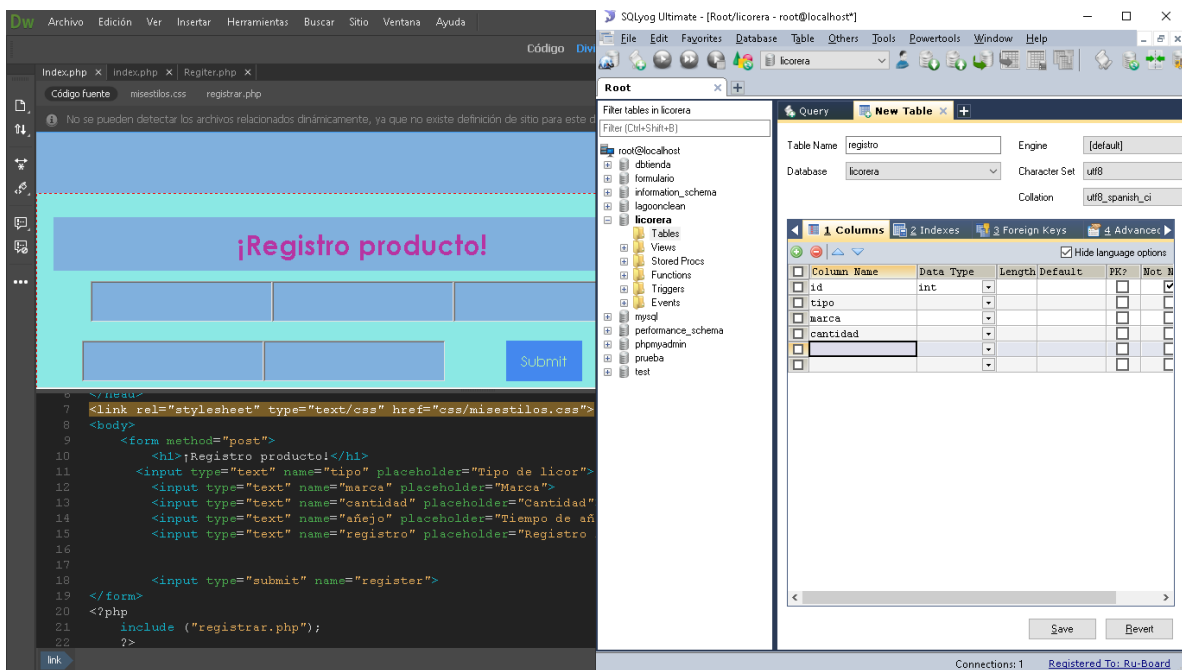 Dw Archivo Edición Ver Insertar Herramientas Buscar Sitio Ventana Ayuda
Código Divi
Index.php × index.php × Regiter.php ×
Código fuente misestilos.css registrar.php
No se pueden detectar los archivos relacionados dinámicamente, ya que no existe definición de sitio para este d
¡Registro producto!
Submit
6 </head>
7 <link rel="stylesheet" type="text/css" href="css/misestilos.css">
8 <body>
9 <form method="post">
10 <h1>¡Registro producto!</h1>
11 <input type="text" name="tipo" placeholder="Tipo de licor">
12 <input type="text" name="marca" placeholder="Marca">
13 <input type="text" name="cantidad" placeholder="Cantidad"
14 <input type="text" name="añejo" placeholder="Tiempo de añ
15 <input type="text" name="registro" placeholder="Registro
16
17
18 <input type="submit" name="register">
19 </form>
20 <?php
21 include ("registrar.php");
22 ?>
link
SQLyog Ultimate - [Root/licorera - root@localhost*]
File Edit Favorites Database Table Others Tools Powertools Window Help
licorera
Root × +
Filter tables in licorera
Filter (Ctrl+Shift+B)
root@localhost
dbtienda
formulario
information_schema
lagoonclean
licorera
Tables
Views
Stored Procs
Functions
Triggers
Events
mysql
performance_schema
phpmyadmin
prueba
test
Query New Table × +
Table Name registro Engine [default]
Database licorera Character Set utf8
Collation utf8_spanish_ci
1 Columns 2 Indexes 3 Foreign Keys 4 Advanced
Hide language options
Column Name Data Type Length Default PK? Not N
id int
tipo
marca
cantidad
Save Revert
Connections: 1 Registered To: Ru-Board